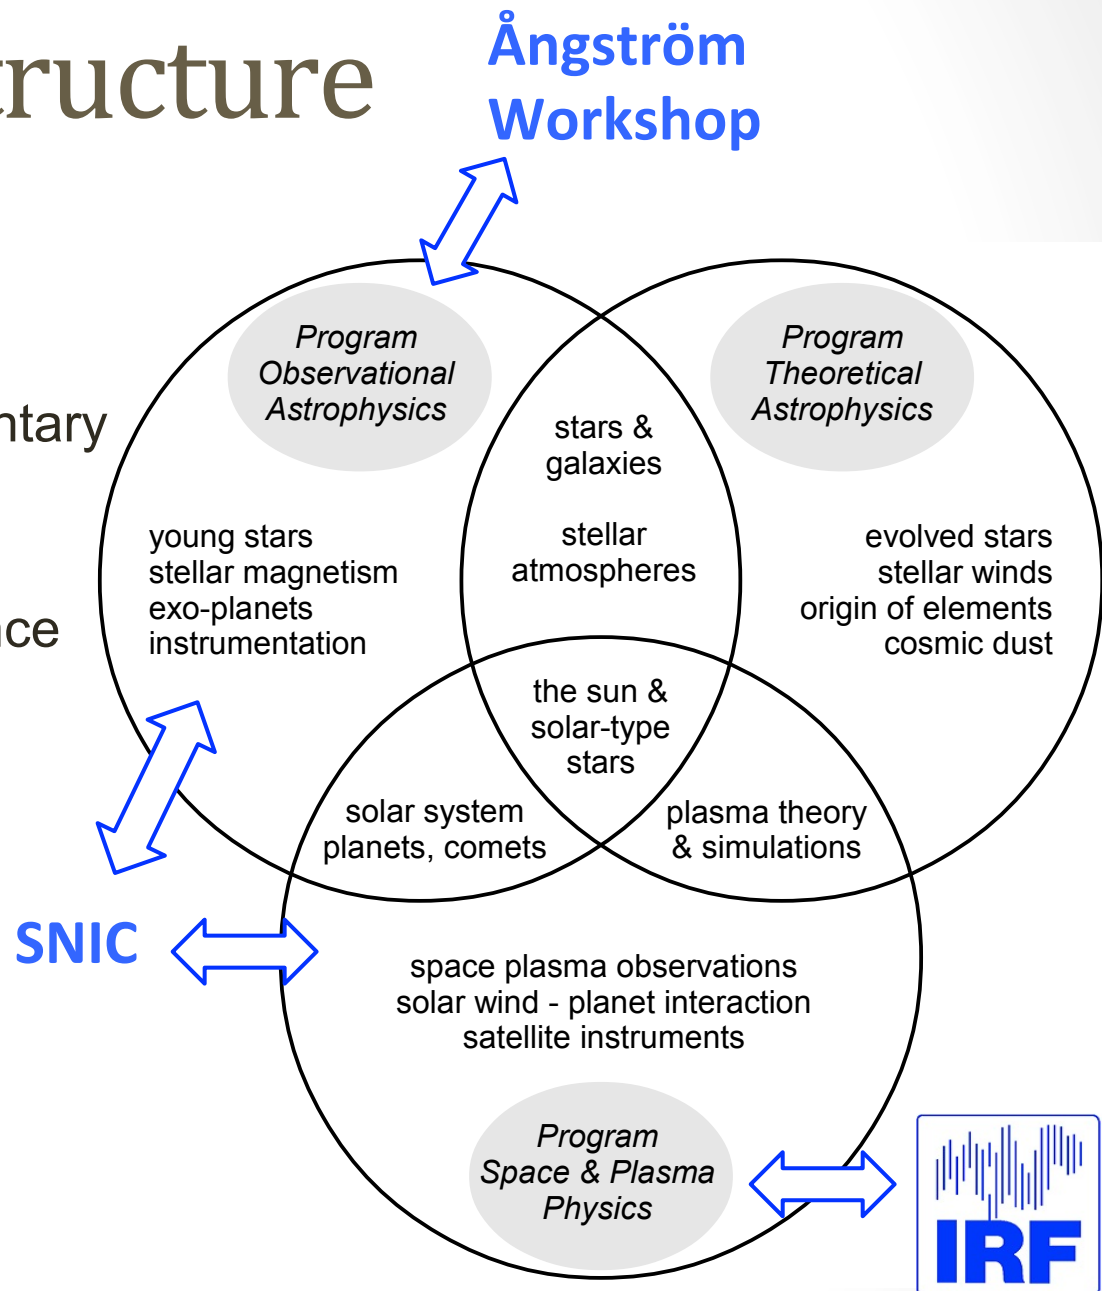 tructure
Ångström
Workshop
ntary
nce
Program
Observational
Astrophysics
Program
Theoretical
Astrophysics
stars &
galaxies
stellar
atmospheres
young stars
stellar magnetism
exo-planets
instrumentation
evolved stars
stellar winds
origin of elements
cosmic dust
the sun &
solar-type
stars
solar system
planets, comets
plasma theory
& simulations
SNIC
space plasma observations
solar wind - planet interaction
satellite instruments
Program
Space & Plasma
Physics
IRF